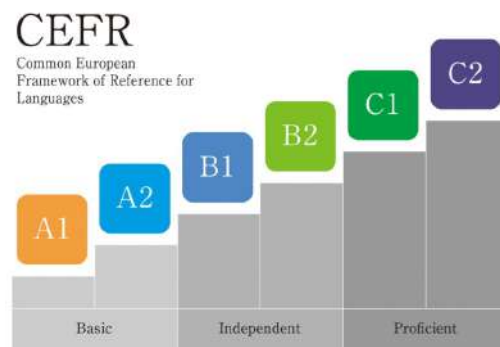 CEFR
Common European
Framework of Reference for
Languages
A1
A2
B1
B2
C1
C2
Basic
Independent
Proficient